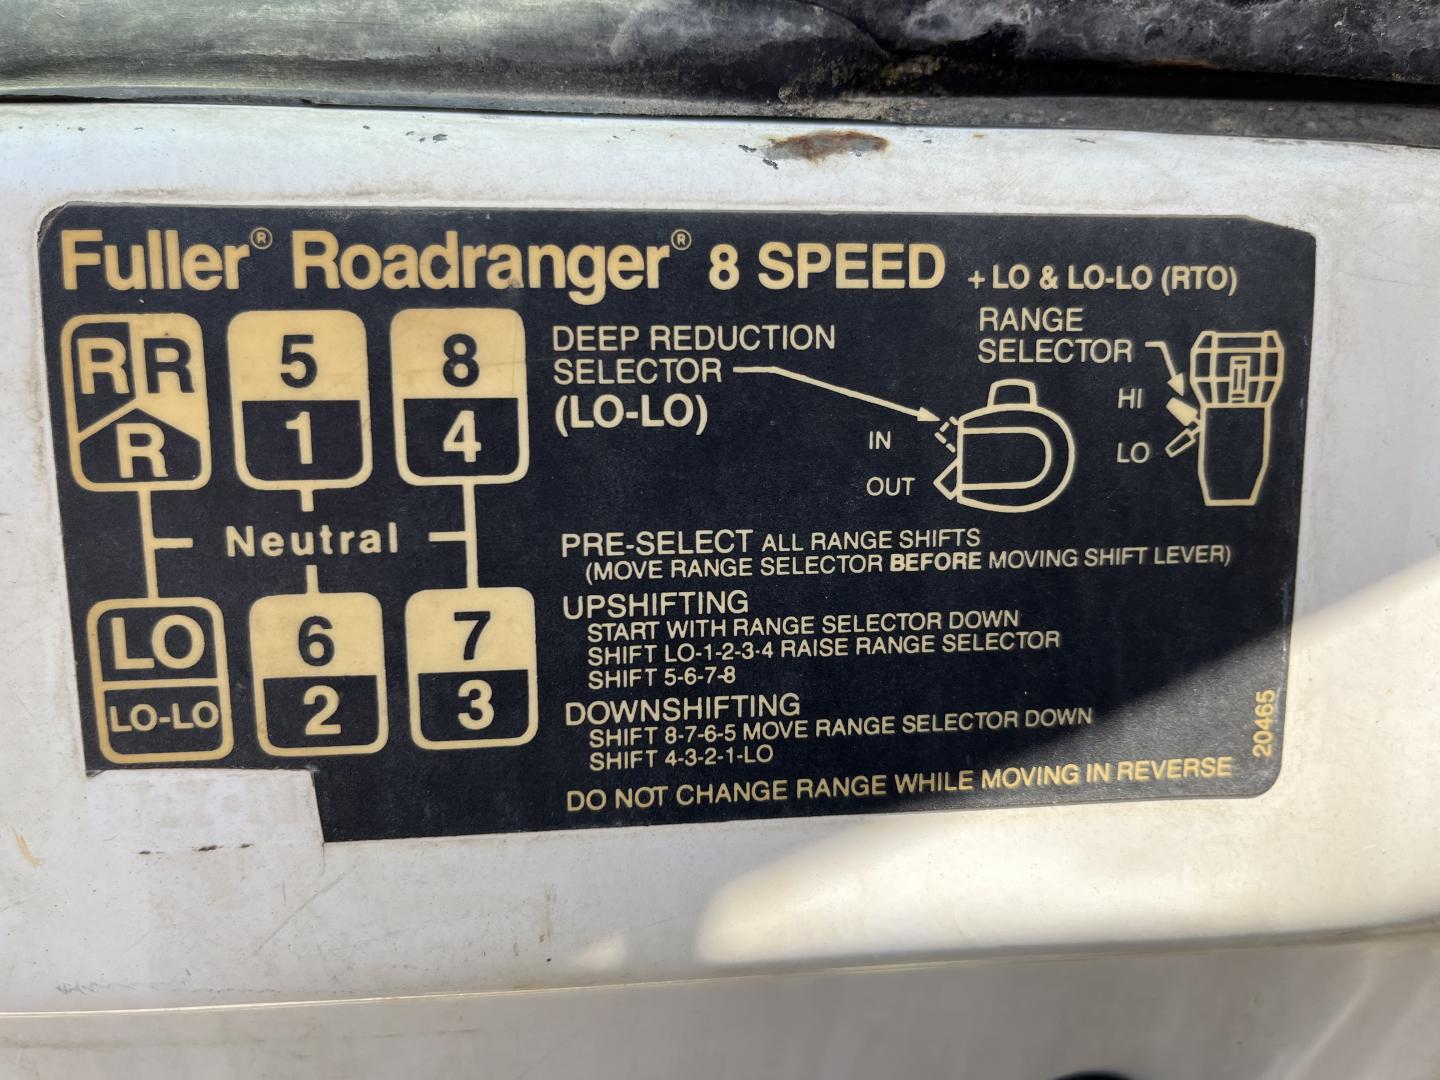 Fuller® Roadranger® 8 SPEED + LO & LO-LO (RTO)
R R 5 8
R 1 4
Neutral
LO 6 7
LO-LO 2 3
DEEP REDUCTION
SELECTOR
(LO-LO)
IN
OUT
RANGE
SELECTOR
HI
LO
PRE-SELECT ALL RANGE SHIFTS
(MOVE RANGE SELECTOR BEFORE MOVING SHIFT LEVER)
UPSHIFTING
START WITH RANGE SELECTOR DOWN
SHIFT LO-1-2-3-4 RAISE RANGE SELECTOR
SHIFT 5-6-7-8
DOWNSHIFTING
SHIFT 8-7-6-5 MOVE RANGE SELECTOR DOWN
SHIFT 4-3-2-1-LO
DO NOT CHANGE RANGE WHILE MOVING IN REVERSE
20465